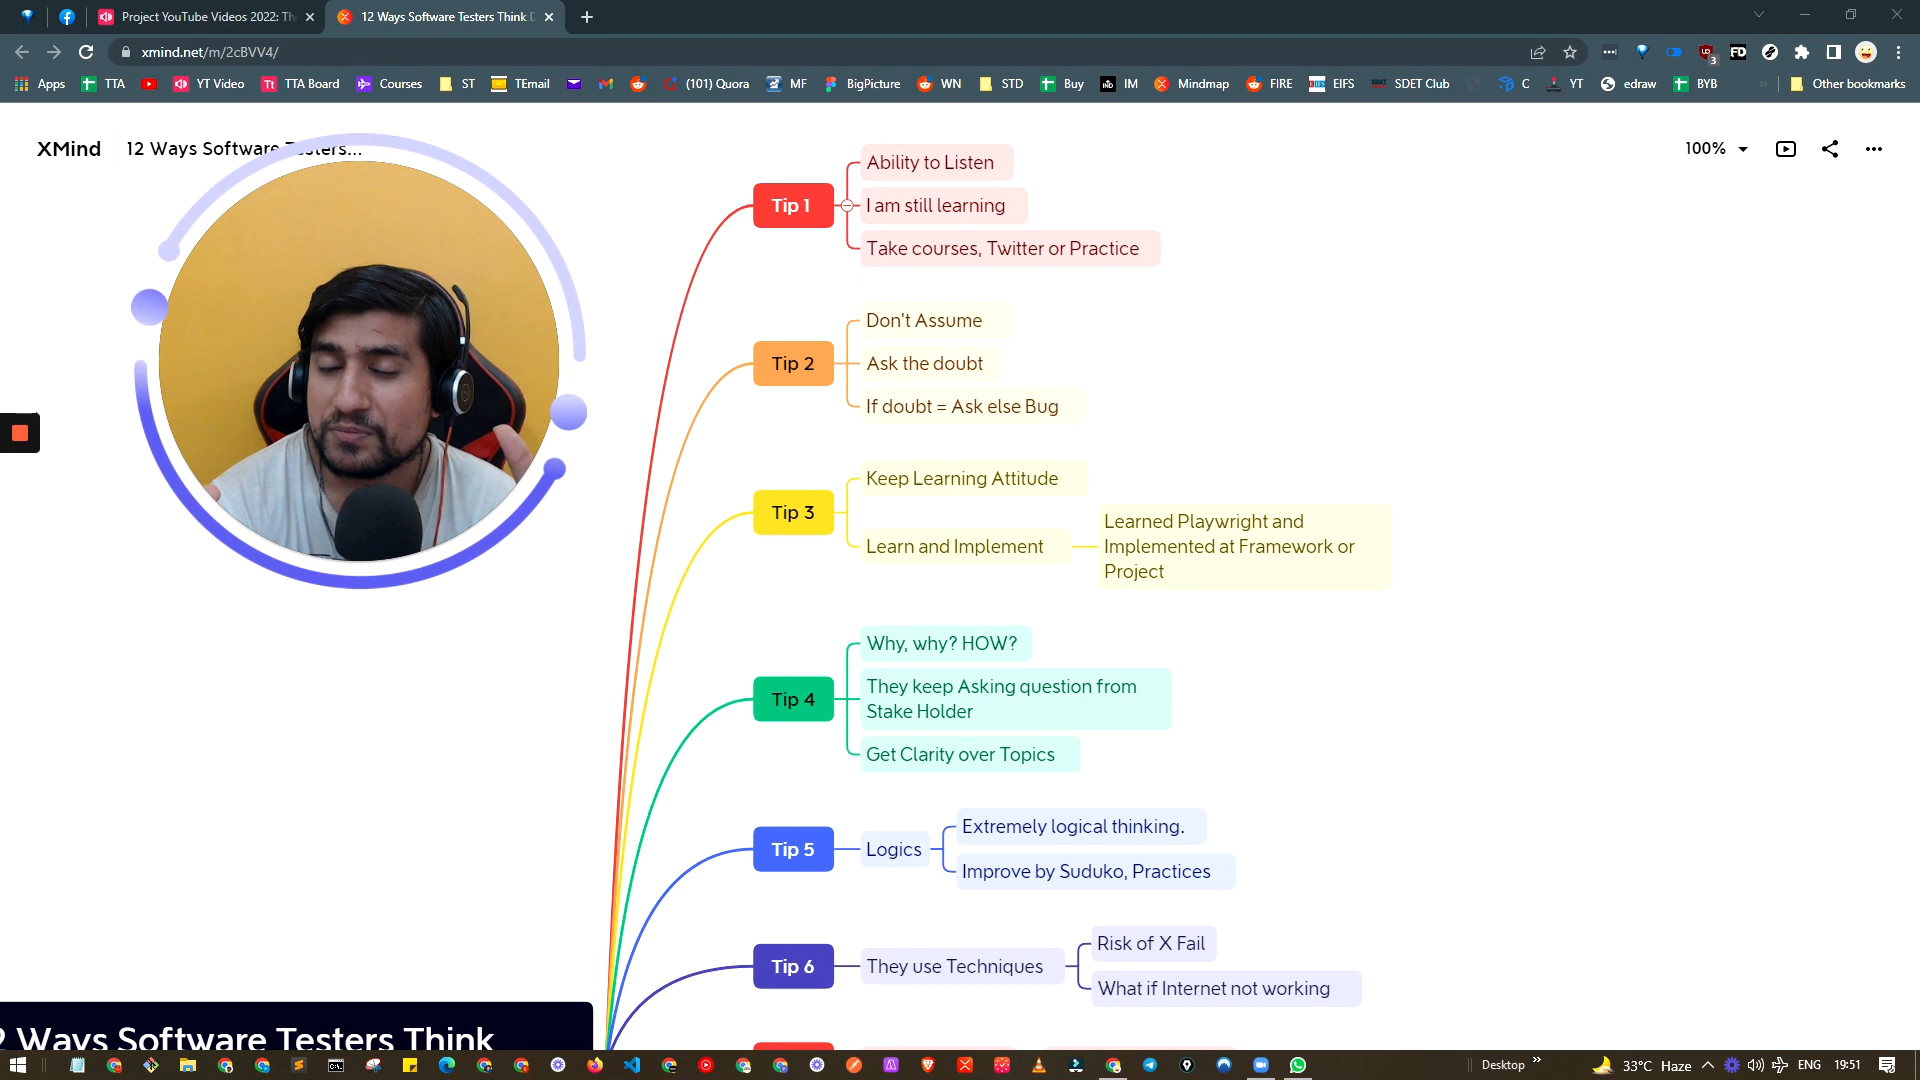 Project YouTube Videos 2022: Th
12 Ways Software Testers Think D
xmind.net/m/2cBVV4/
3
Apps
TTA
YT Video
TTA Board
Courses
ST
TEmail
(101) Quora
MF
BigPicture
WN
STD
Buy
IM
Mindmap
FIRE
EIFS
SDET Club
C
YT
edraw
BYB
Other bookmarks
XMind
12 Ways Software Testers...
100%
Tip 1
Ability to Listen
I am still learning
Take courses, Twitter or Practice
Tip 2
Don't Assume
Ask the doubt
If doubt = Ask else Bug
Tip 3
Keep Learning Attitude
Learn and Implement
Learned Playwright and
Implemented at Framework or
Project
Tip 4
Why, why? HOW?
They keep Asking question from
Stake Holder
Get Clarity over Topics
Tip 5
Logics
Extremely logical thinking.
Improve by Suduko, Practices
Tip 6
They use Techniques
Risk of X Fail
What if Internet not working
2 Ways Software Testers Think
Desktop
33°C Haze
ENG
19:51